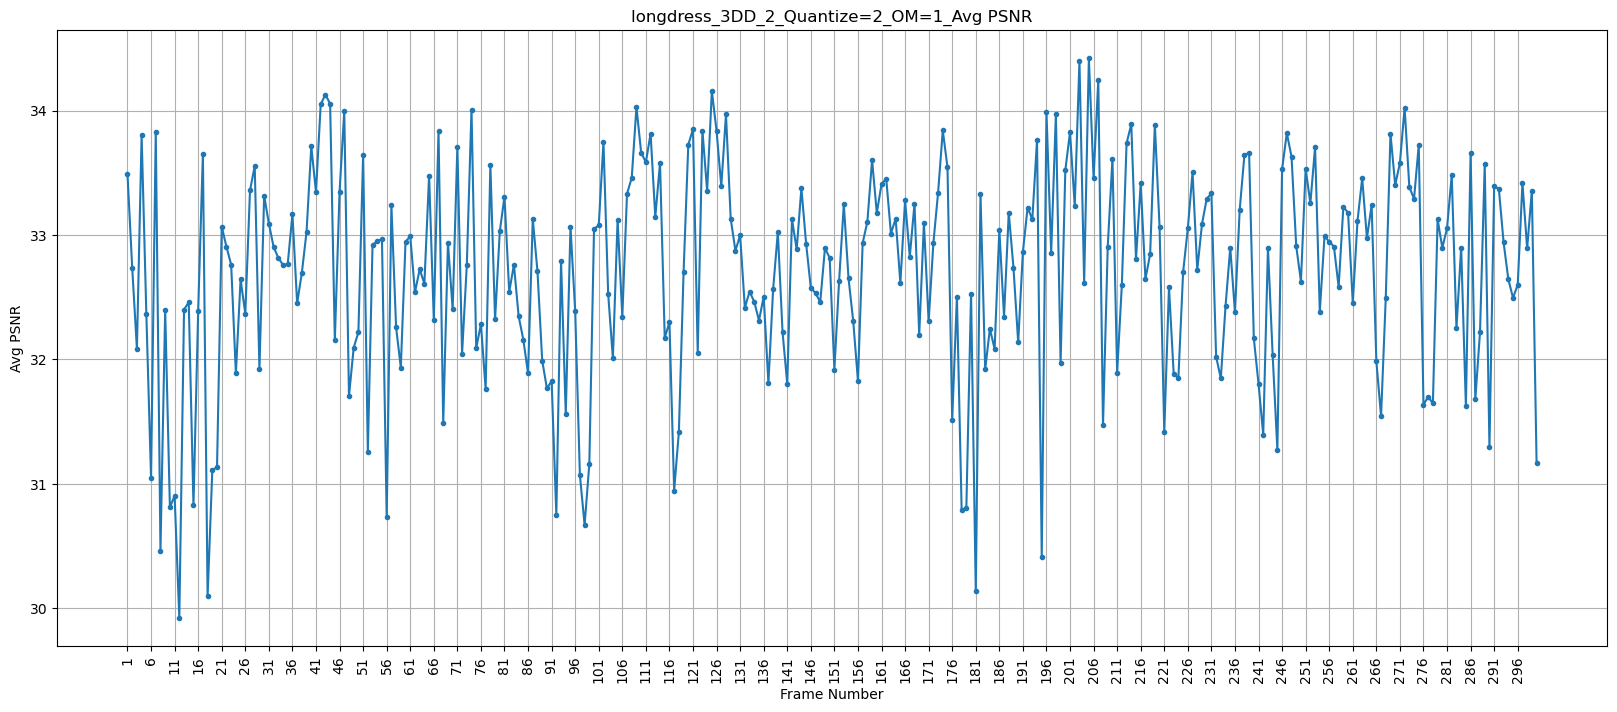 longdress_3DD_2_Quantize=2_OM=1_Avg PSNR
Avg PSNR
34
33
32
31
30
1 6 11 16 21 26 31 36 41 46 51 56 61 66 71 76 81 86 91 96 101 106 111 116 121 126 131 136 141 146 151 156 161 166 171 176 181 186 191 196 201 206 211 216 221 226 231 236 241 246 251 256 261 266 271 276 281 286 291 296
Frame Number